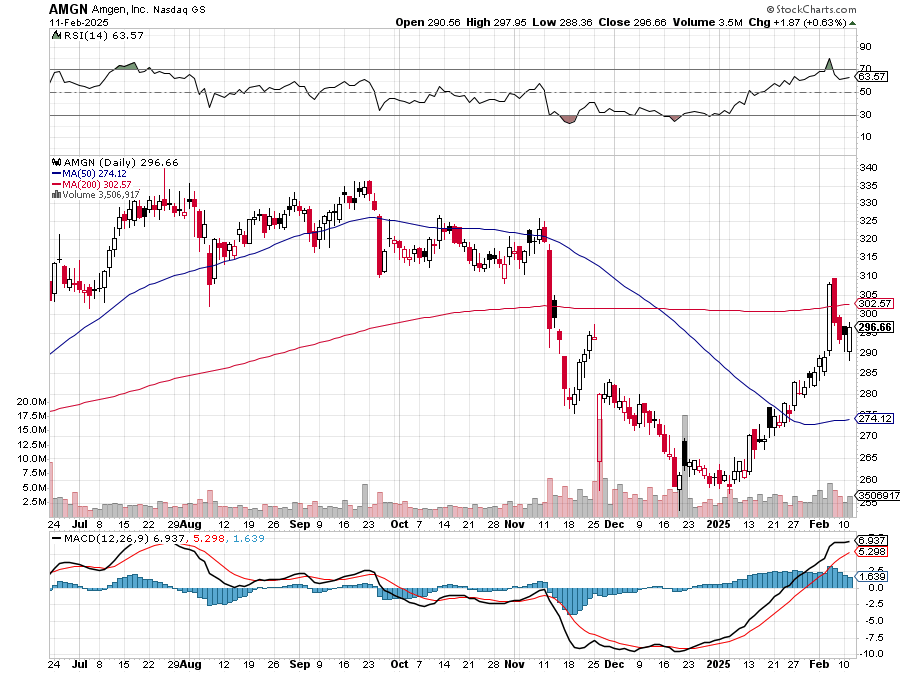 AMGN Amgen, Inc. Nasdaq GS © StockCharts.com
11-Feb-2025 Open 290.56 High 297.95 Low 288.36 Close 296.66 Volume 3.5M Chg +1.87 (+0.63%)
RSI(14) 63.57
90
70
63.57
50
30
10
AMGN (Daily) 296.66
MA(50) 274.12
MA(200) 302.57
Volume 3,506,917
340
335
330
325
320
315
310
305
302.57
300
296.66
290
285
280
274.12
270
265
260
3506917
255
20.0M
17.5M
15.0M
12.5M
10.0M
7.5M
5.0M
2.5M
24 Jul 8 15 22 29 Aug 12 19 26 Sep 9 16 23 Oct 7 14 21 28 Nov 11 18 25 Dec 9 16 23 2025 13 21 27 Feb 10
MACD(12,26,9) 6.937, 5.298, 1.639
6.937
5.298
2.5
1.639
0.0
-2.5
-5.0
-7.5
-10.0
24 Jul 8 15 22 29 Aug 12 19 26 Sep 9 16 23 Oct 7 14 21 28 Nov 11 18 25 Dec 9 16 23 2025 13 21 27 Feb 10